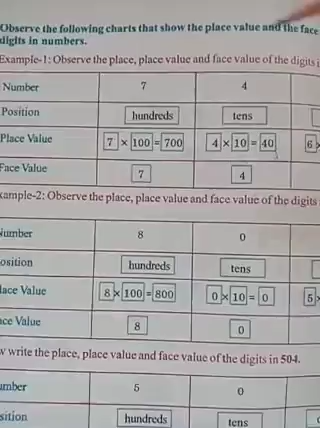 Observe the following charts that show the place value and the face
digits in numbers.
Example-1: Observe the place, place value and face value of the digits i
Number 7 4
Position hundreds tens
Place Value 7 × 100 = 700 4 × 10 = 40 6
Face Value 7 4
xample-2: Observe the place, place value and face value of the digits
Number 8 0
osition hundreds tens
lace Value 8 × 100 = 800 0 × 10 = 0 5
ce Value 8 0
w write the place, place value and face value of the digits in 504.
umber 5 0
sition hundreds tens